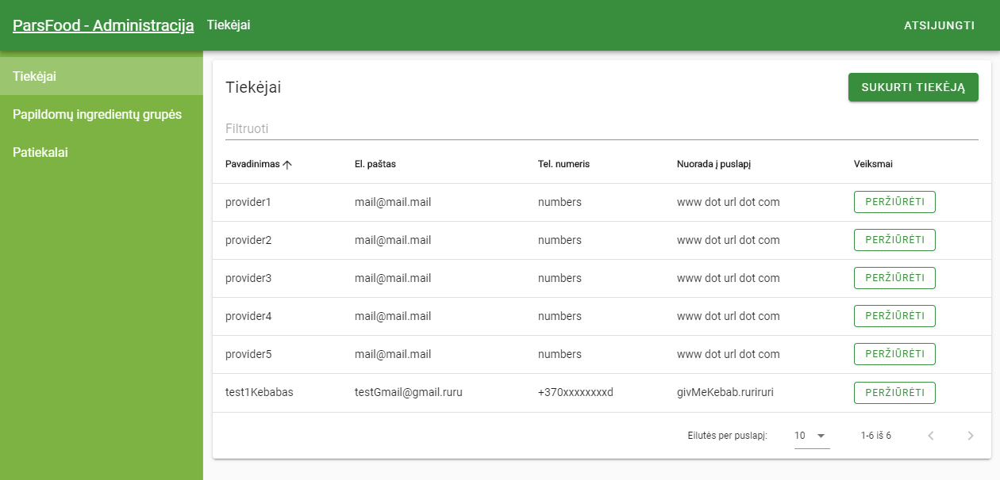 ParsFood - Administracija Tiekėjai ATSIJUNGTI
Tiekėjai
Papildomų ingredientų grupės
Patiekalai
Tiekėjai SUKURTI TIEKĖJĄ
Filtruoti
Pavadinimas El. paštas Tel. numeris Nuoroda į puslapį Veiksmai
provider1 mail@mail.mail numbers www dot url dot com PERŽIŪRĖTI
provider2 mail@mail.mail numbers www dot url dot com PERŽIŪRĖTI
provider3 mail@mail.mail numbers www dot url dot com PERŽIŪRĖTI
provider4 mail@mail.mail numbers www dot url dot com PERŽIŪRĖTI
provider5 mail@mail.mail numbers www dot url dot com PERŽIŪRĖTI
test1Kebabas testGmail@gmail.ruru +370xxxxxxxxd givMeKebab.ruriruri PERŽIŪRĖTI
Eilutės per puslapį: 10 1-6 iš 6